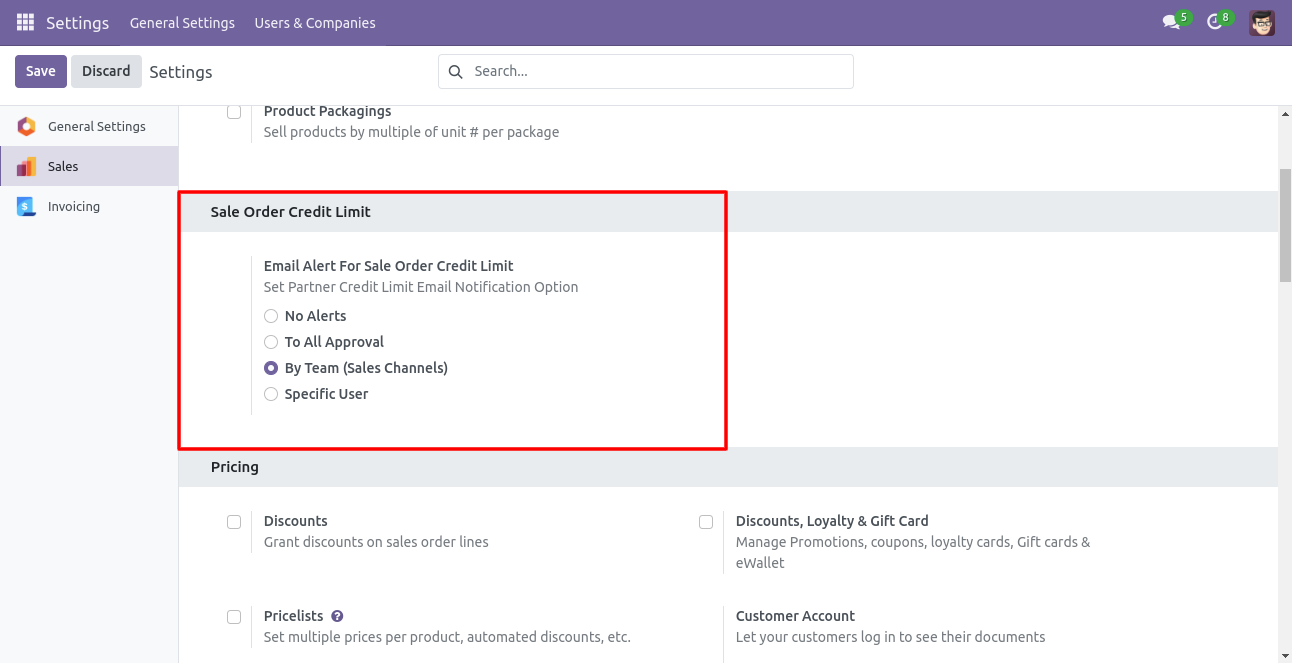 Settings General Settings Users & Companies 5 8
Save Discard Settings Search...
General Settings
Sales
Invoicing
Product Packagings
Sell products by multiple of unit # per package
Sale Order Credit Limit
Email Alert For Sale Order Credit Limit
Set Partner Credit Limit Email Notification Option
No Alerts
To All Approval
By Team (Sales Channels)
Specific User
Pricing
Discounts
Grant discounts on sales order lines
Discounts, Loyalty & Gift Card
Manage Promotions, coupons, loyalty cards, Gift cards &
eWallet
Pricelists ?
Set multiple prices per product, automated discounts, etc.
Customer Account
Let your customers log in to see their documents